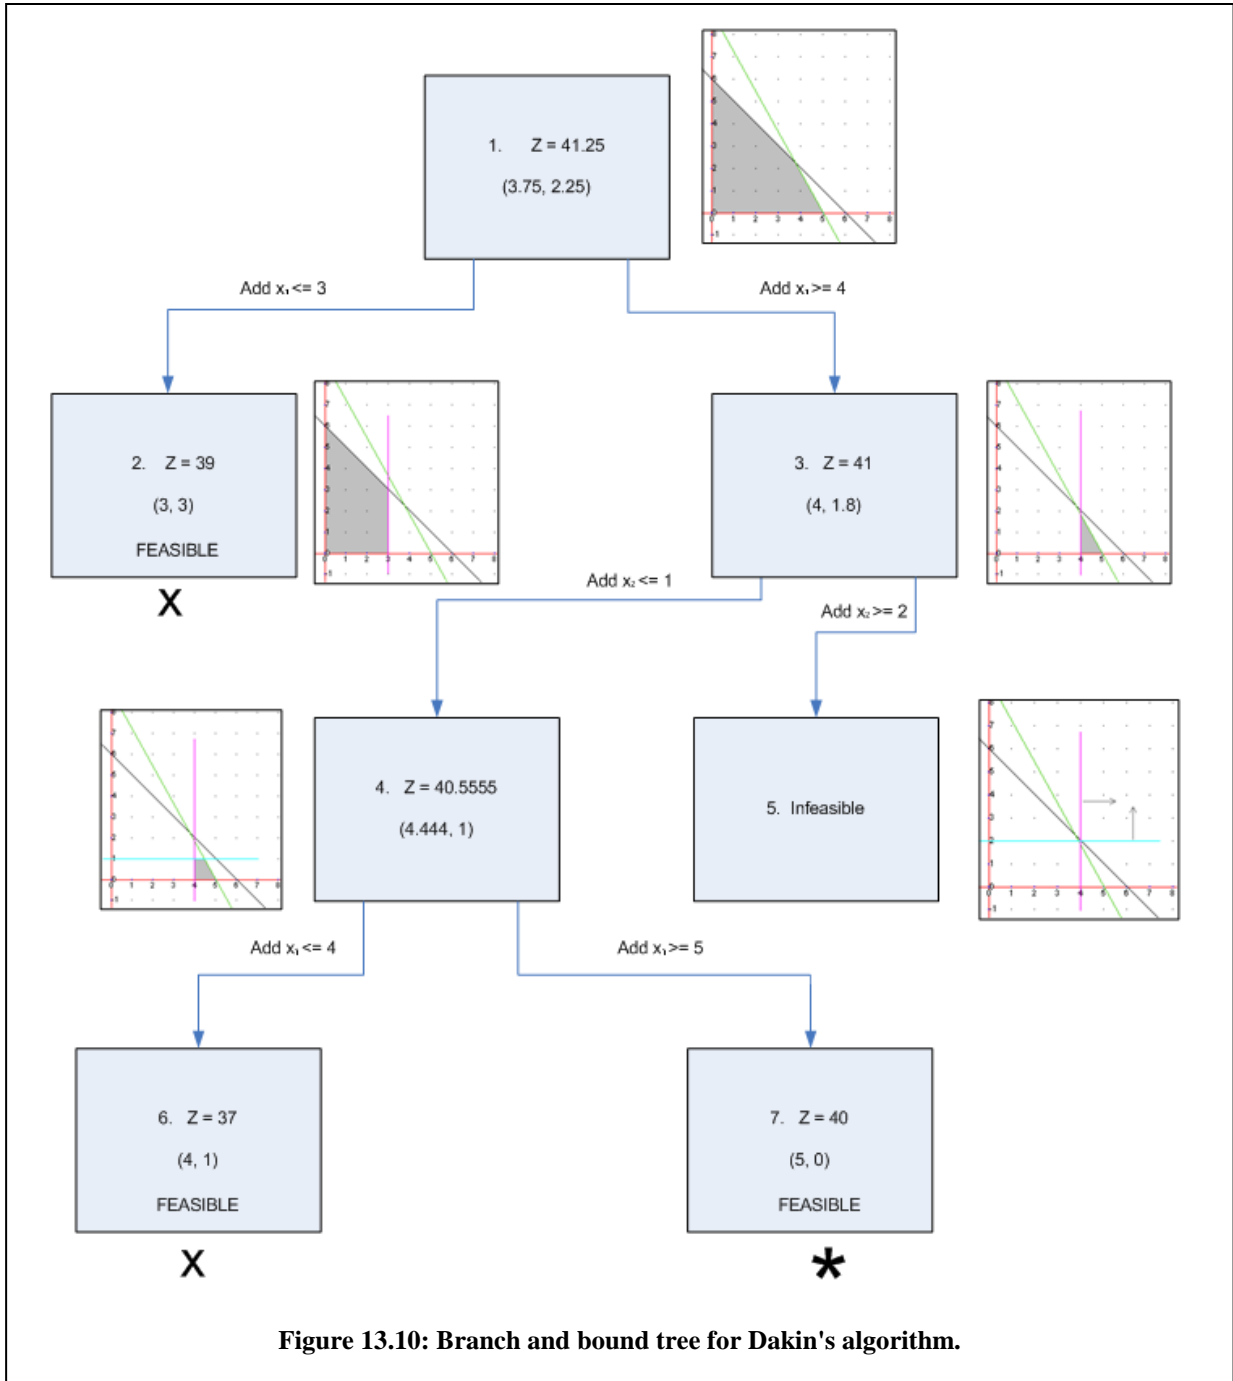 1. Z = 41.25
(3.75, 2.25)
Add x₁ <= 3
Add x₁ >= 4
2. Z = 39
(3, 3)
FEASIBLE
X
3. Z = 41
(4, 1.8)
Add x₂ <= 1
Add x₂ >= 2
4. Z = 40.5555
(4.444, 1)
5. Infeasible
Add x₁ <= 4
Add x₁ >= 5
6. Z = 37
(4, 1)
FEASIBLE
X
7. Z = 40
(5, 0)
FEASIBLE
*
Figure 13.10: Branch and bound tree for Dakin's algorithm.